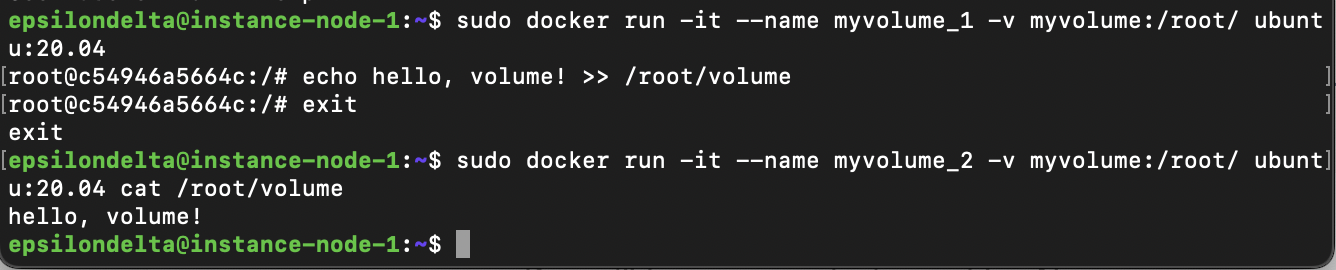 epsilondelta@instance-node-1:~$ sudo docker run -it --name myvolume_1 -v myvolume:/root/ ubunt
u:20.04
[root@c54946a5664c:/# echo hello, volume! >> /root/volume ]
[root@c54946a5664c:/# exit ]
exit
[epsilondelta@instance-node-1:~$ sudo docker run -it --name myvolume_2 -v myvolume:/root/ ubunt]
u:20.04 cat /root/volume
hello, volume!
epsilondelta@instance-node-1:~$